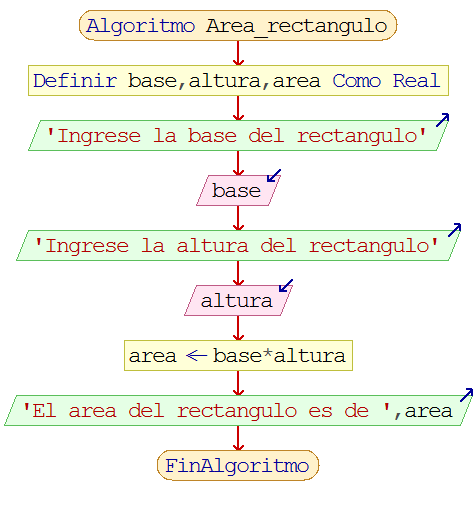 Algoritmo Area_rectangulo
Definir base,altura,area Como Real
'Ingrese la base del rectangulo'
base
'Ingrese la altura del rectangulo'
altura
area ← base*altura
'El area del rectangulo es de ',area
FinAlgoritmo